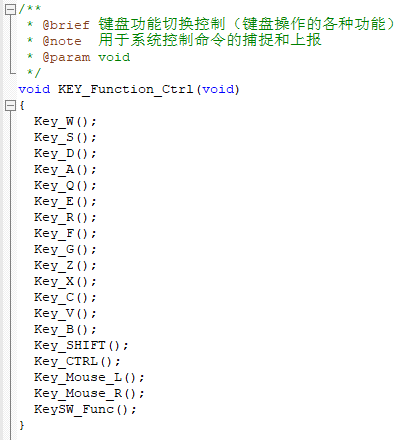 /**
 * @brief 键盘功能切换控制（键盘操作的各种功能）
 * @note  用于系统控制命令的捕捉和上报
 * @param void
 */
void KEY_Function_Ctrl(void)
{
  Key_W();
  Key_S();
  Key_D();
  Key_A();
  Key_Q();
  Key_E();
  Key_R();
  Key_F();
  Key_G();
  Key_Z();
  Key_X();
  Key_C();
  Key_V();
  Key_B();
  Key_SHIFT();
  Key_CTRL();
  Key_Mouse_L();
  Key_Mouse_R();
  KeySW_Func();
}